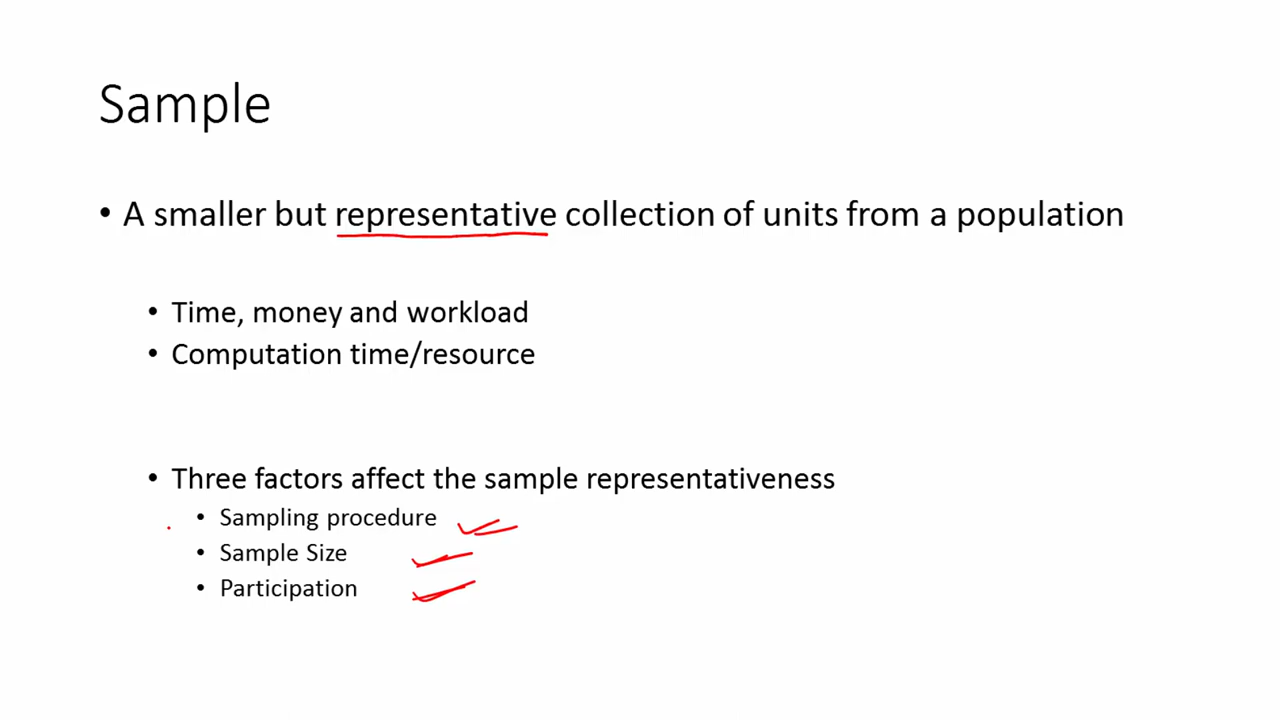 Sample
• A smaller but representative collection of units from a population
• Time, money and workload
• Computation time/resource
• Three factors affect the sample representativeness
• Sampling procedure
• Sample Size
• Participation